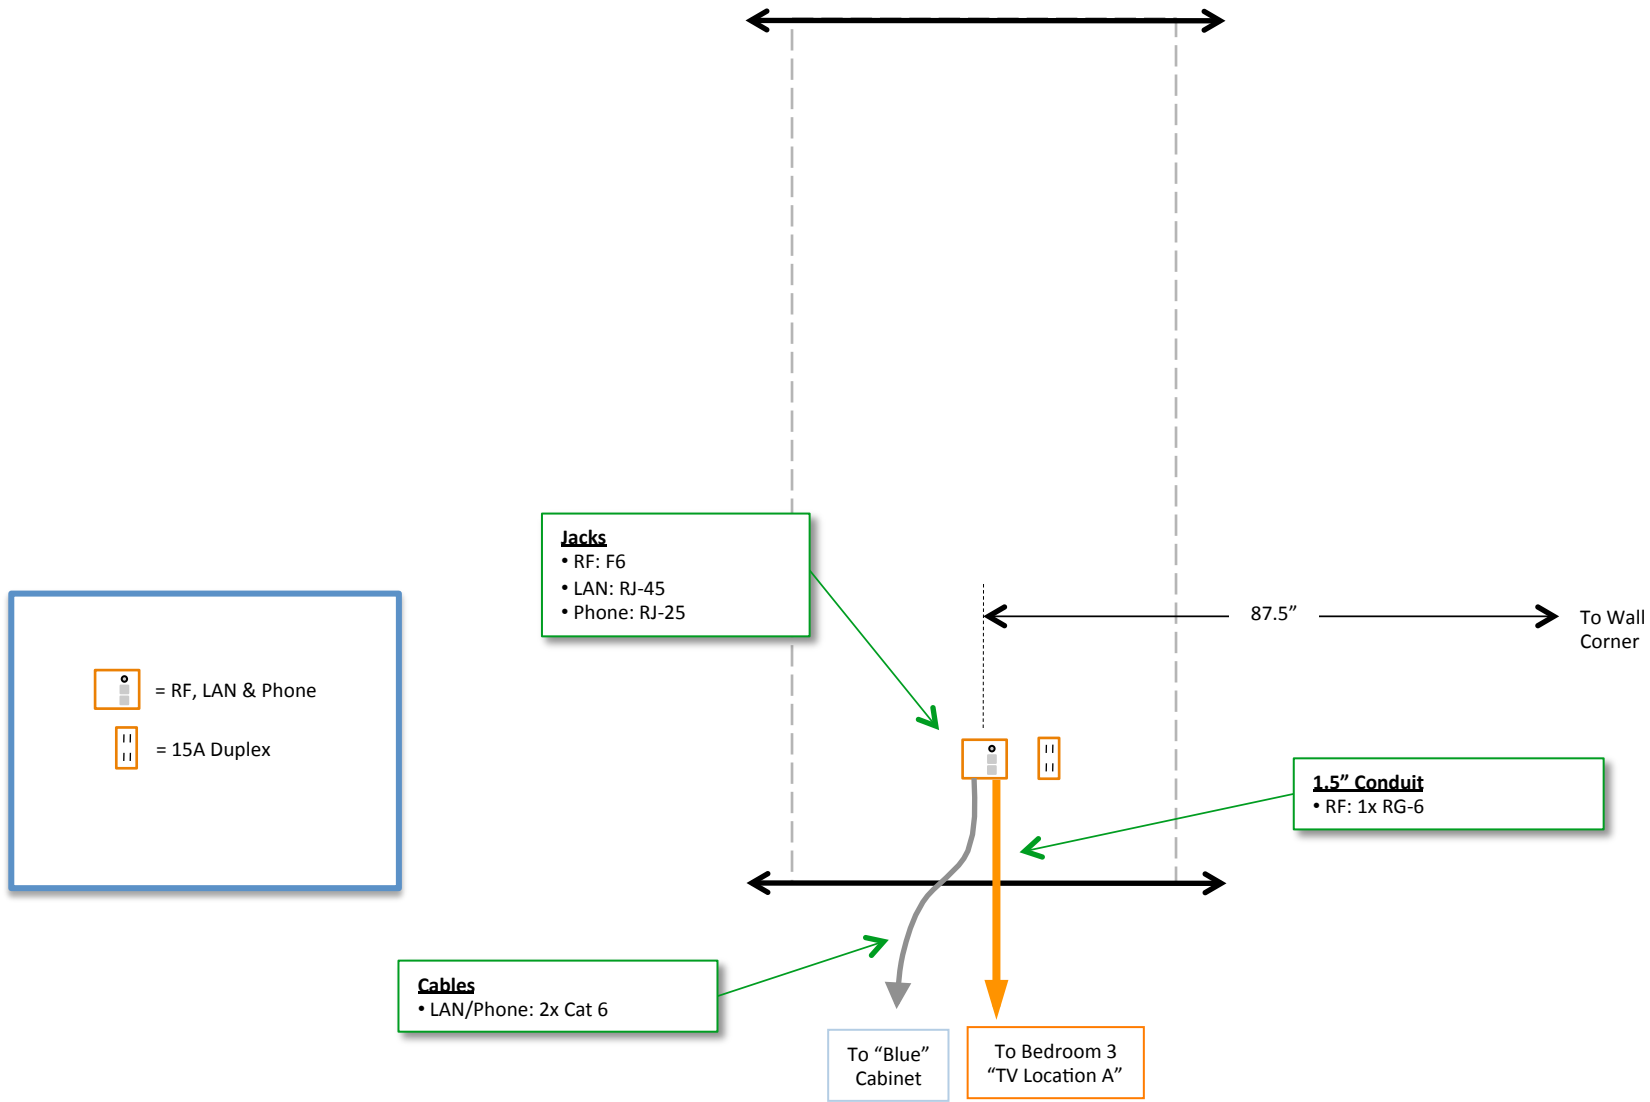 Jacks
• RF: F6
• LAN: RJ-45
• Phone: RJ-25
87.5”
To Wall
Corner
= RF, LAN & Phone
= 15A Duplex
1.5” Conduit
• RF: 1x RG-6
Cables
• LAN/Phone: 2x Cat 6
To “Blue”
Cabinet
To Bedroom 3
“TV Location A”